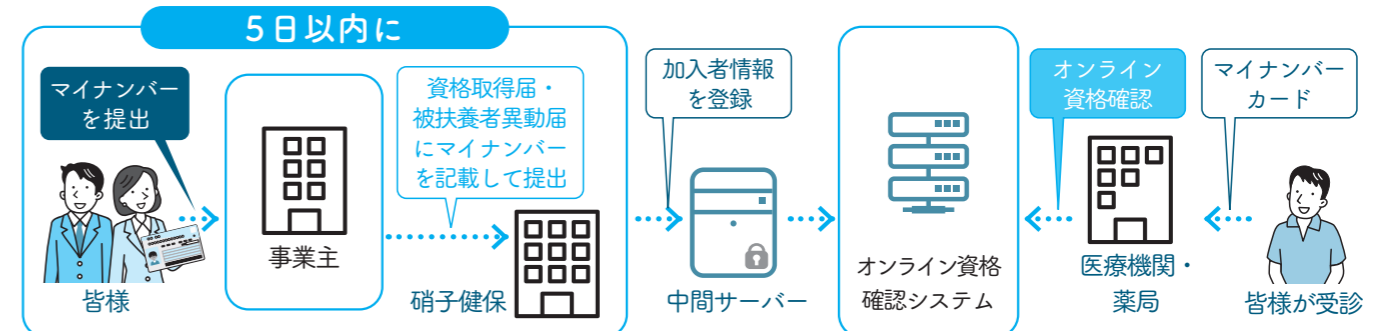 5日以内に
マイナンバー
を提出
皆様
事業主
資格取得届・
被扶養者異動届
にマイナンバー
を記載して提出
硝子健保
加入者情報
を登録
中間サーバー
オンライン資格
確認システム
オンライン
資格確認
医療機関・
薬局
マイナンバー
カード
皆様が受診